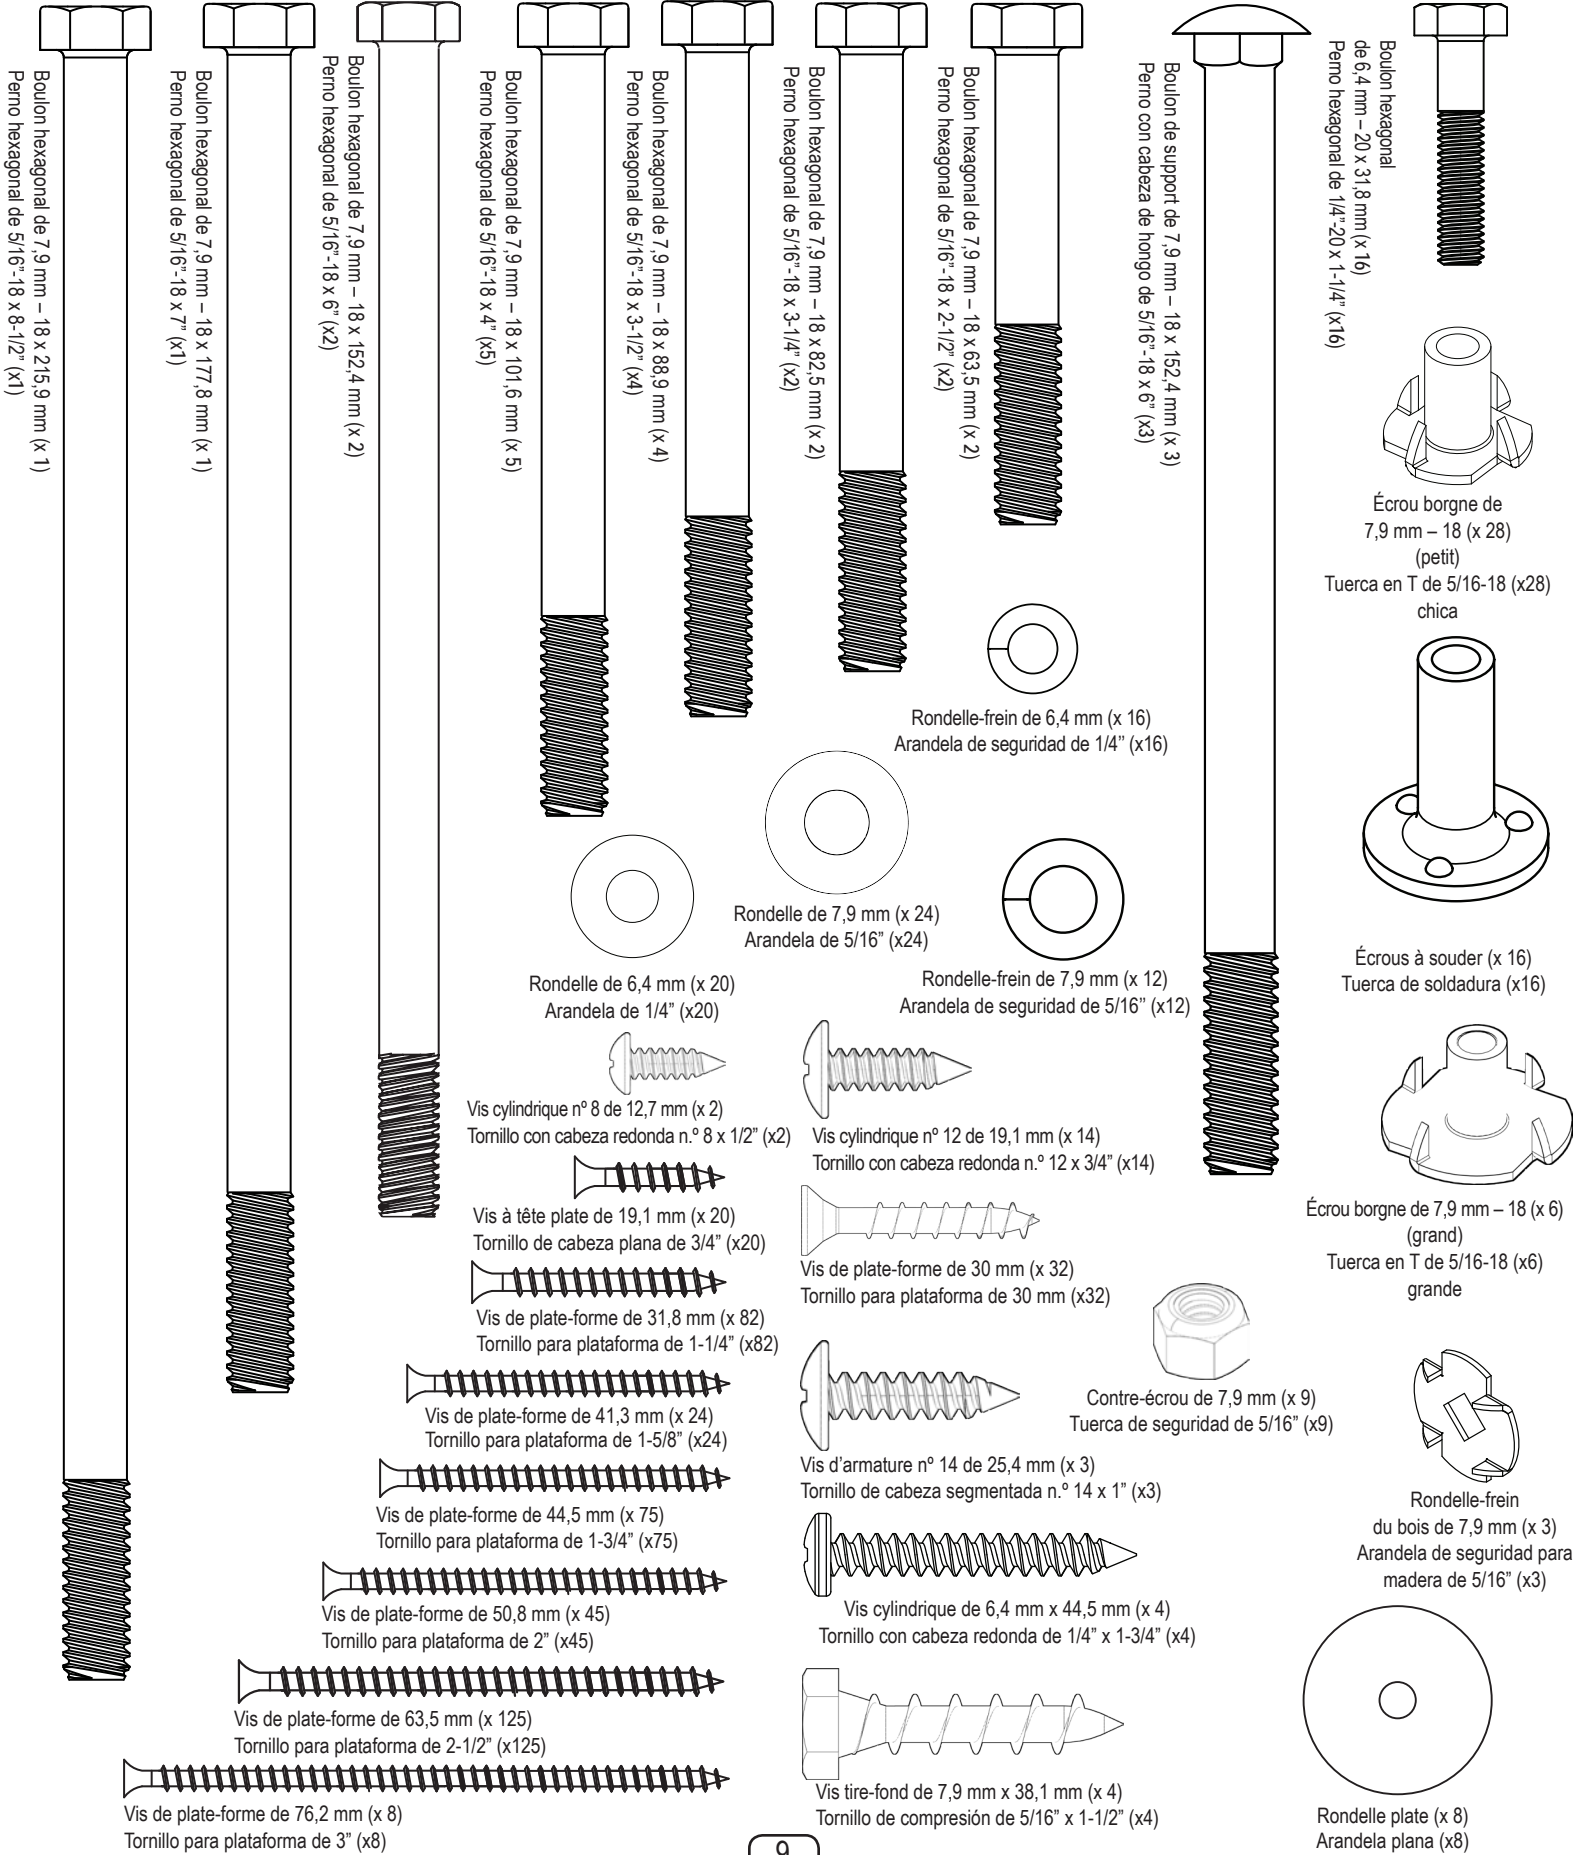 Boulon hexagonal de 7,9 mm – 18 x 215,9 mm (x 1)
Perno hexagonal de 5/16”-18 x 8-1/2” (x1)
Boulon hexagonal de 7,9 mm – 18 x 177,8 mm (x 1)
Perno hexagonal de 5/16”-18 x 7” (x1)
Boulon hexagonal de 7,9 mm – 18 x 152,4 mm (x 2)
Perno hexagonal de 5/16”-18 x 6” (x2)
Boulon hexagonal de 7,9 mm – 18 x 101,6 mm (x 5)
Perno hexagonal de 5/16”-18 x 4” (x5)
Boulon hexagonal de 7,9 mm – 18 x 88,9 mm (x 4)
Perno hexagonal de 5/16”-18 x 3-1/2” (x4)
Boulon hexagonal de 7,9 mm – 18 x 82,5 mm (x 2)
Perno hexagonal de 5/16”-18 x 3-1/4” (x2)
Boulon hexagonal de 7,9 mm – 18 x 63,5 mm (x 2)
Perno hexagonal de 5/16”-18 x 2-1/2” (x2)
Boulon de support de 7,9 mm – 18 x 152,4 mm (x 3)
Perno con cabeza de hongo de 5/16”-18 x 6” (x3)
Boulon hexagonal
de 6,4 mm – 20 x 31,8 mm (x 16)
Perno hexagonal de 1/4”-20 x 1-1/4” (x16)
Écrou borgne de
7,9 mm – 18 (x 28)
(petit)
Tuerca en T de 5/16-18 (x28)
chica
Rondelle-frein de 6,4 mm (x 16)
Arandela de seguridad de 1/4” (x16)
Rondelle de 7,9 mm (x 24)
Arandela de 5/16” (x24)
Rondelle de 6,4 mm (x 20)
Arandela de 1/4” (x20)
Rondelle-frein de 7,9 mm (x 12)
Arandela de seguridad de 5/16” (x12)
Écrous à souder (x 16)
Tuerca de soldadura (x16)
Vis cylindrique nº 8 de 12,7 mm (x 2)
Tornillo con cabeza redonda n.º 8 x 1/2” (x2)
Vis cylindrique nº 12 de 19,1 mm (x 14)
Tornillo con cabeza redonda n.º 12 x 3/4” (x14)
Vis à tête plate de 19,1 mm (x 20)
Tornillo de cabeza plana de 3/4” (x20)
Vis de plate-forme de 30 mm (x 32)
Tornillo para plataforma de 30 mm (x32)
Écrou borgne de 7,9 mm – 18 (x 6)
(grand)
Tuerca en T de 5/16-18 (x6)
grande
Vis de plate-forme de 31,8 mm (x 82)
Tornillo para plataforma de 1-1/4” (x82)
Contre-écrou de 7,9 mm (x 9)
Tuerca de seguridad de 5/16” (x9)
Vis de plate-forme de 41,3 mm (x 24)
Tornillo para plataforma de 1-5/8” (x24)
Vis d’armature nº 14 de 25,4 mm (x 3)
Tornillo de cabeza segmentada n.º 14 x 1” (x3)
Vis de plate-forme de 44,5 mm (x 75)
Tornillo para plataforma de 1-3/4” (x75)
Rondelle-frein
du bois de 7,9 mm (x 3)
Arandela de seguridad para
madera de 5/16” (x3)
Vis de plate-forme de 50,8 mm (x 45)
Tornillo para plataforma de 2” (x45)
Vis cylindrique de 6,4 mm x 44,5 mm (x 4)
Tornillo con cabeza redonda de 1/4” x 1-3/4” (x4)
Vis de plate-forme de 63,5 mm (x 125)
Tornillo para plataforma de 2-1/2” (x125)
Vis tire-fond de 7,9 mm x 38,1 mm (x 4)
Tornillo de compresión de 5/16” x 1-1/2” (x4)
Vis de plate-forme de 76,2 mm (x 8)
Tornillo para plataforma de 3” (x8)
Rondelle plate (x 8)
Arandela plana (x8)
9